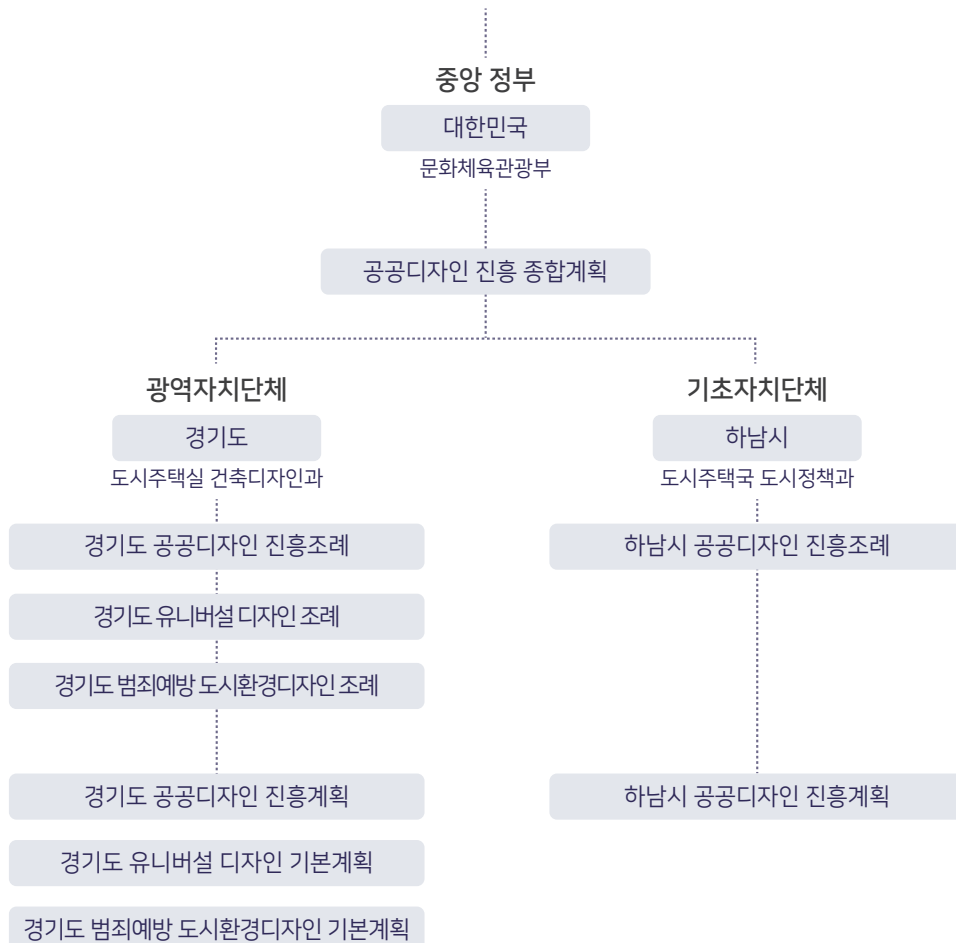 중앙 정부
대한민국
문화체육관광부
공공디자인 진흥 종합계획
광역자치단체
경기도
도시주택실 건축디자인과
경기도 공공디자인 진흥조례
경기도 유니버설 디자인 조례
경기도 범죄예방 도시환경디자인 조례
경기도 공공디자인 진흥계획
경기도 유니버설 디자인 기본계획
경기도 범죄예방 도시환경디자인 기본계획
기초자치단체
하남시
도시주택국 도시정책과
하남시 공공디자인 진흥조례
하남시 공공디자인 진흥계획